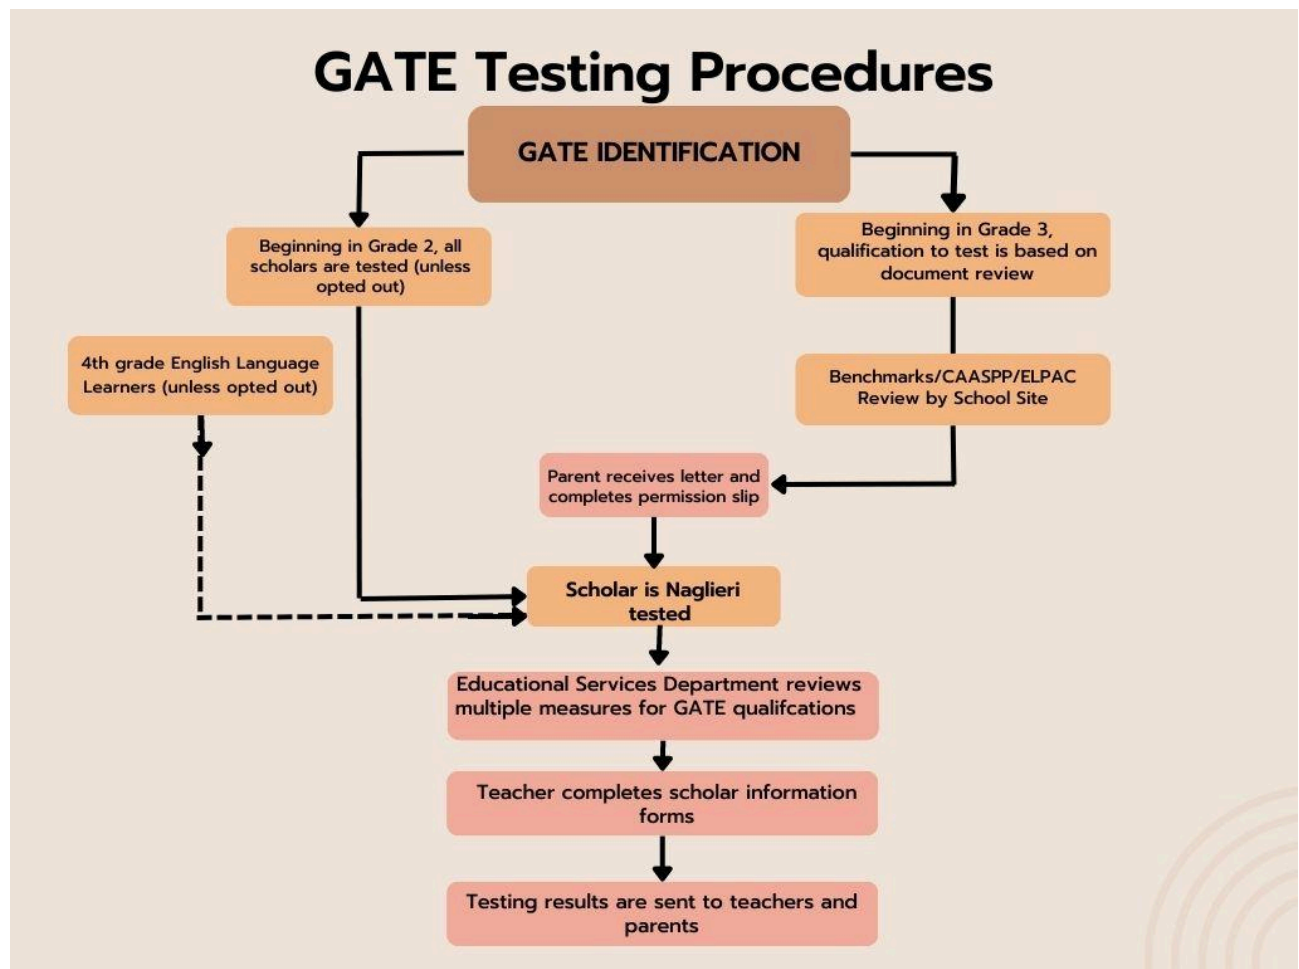 GATE Testing Procedures
GATE IDENTIFICATION
Beginning in Grade 2, all
scholars are tested (unless
opted out)
Beginning in Grade 3,
qualification to test is based on
document review
4th grade English Language
Learners (unless opted out)
Benchmarks/CAASPP/ELPAC
Review by School Site
Parent receives letter and
completes permission slip
Scholar is Naglieri
tested
Educational Services Department reviews
multiple measures for GATE qualifcations
Teacher completes scholar information
forms
Testing results are sent to teachers and
parents